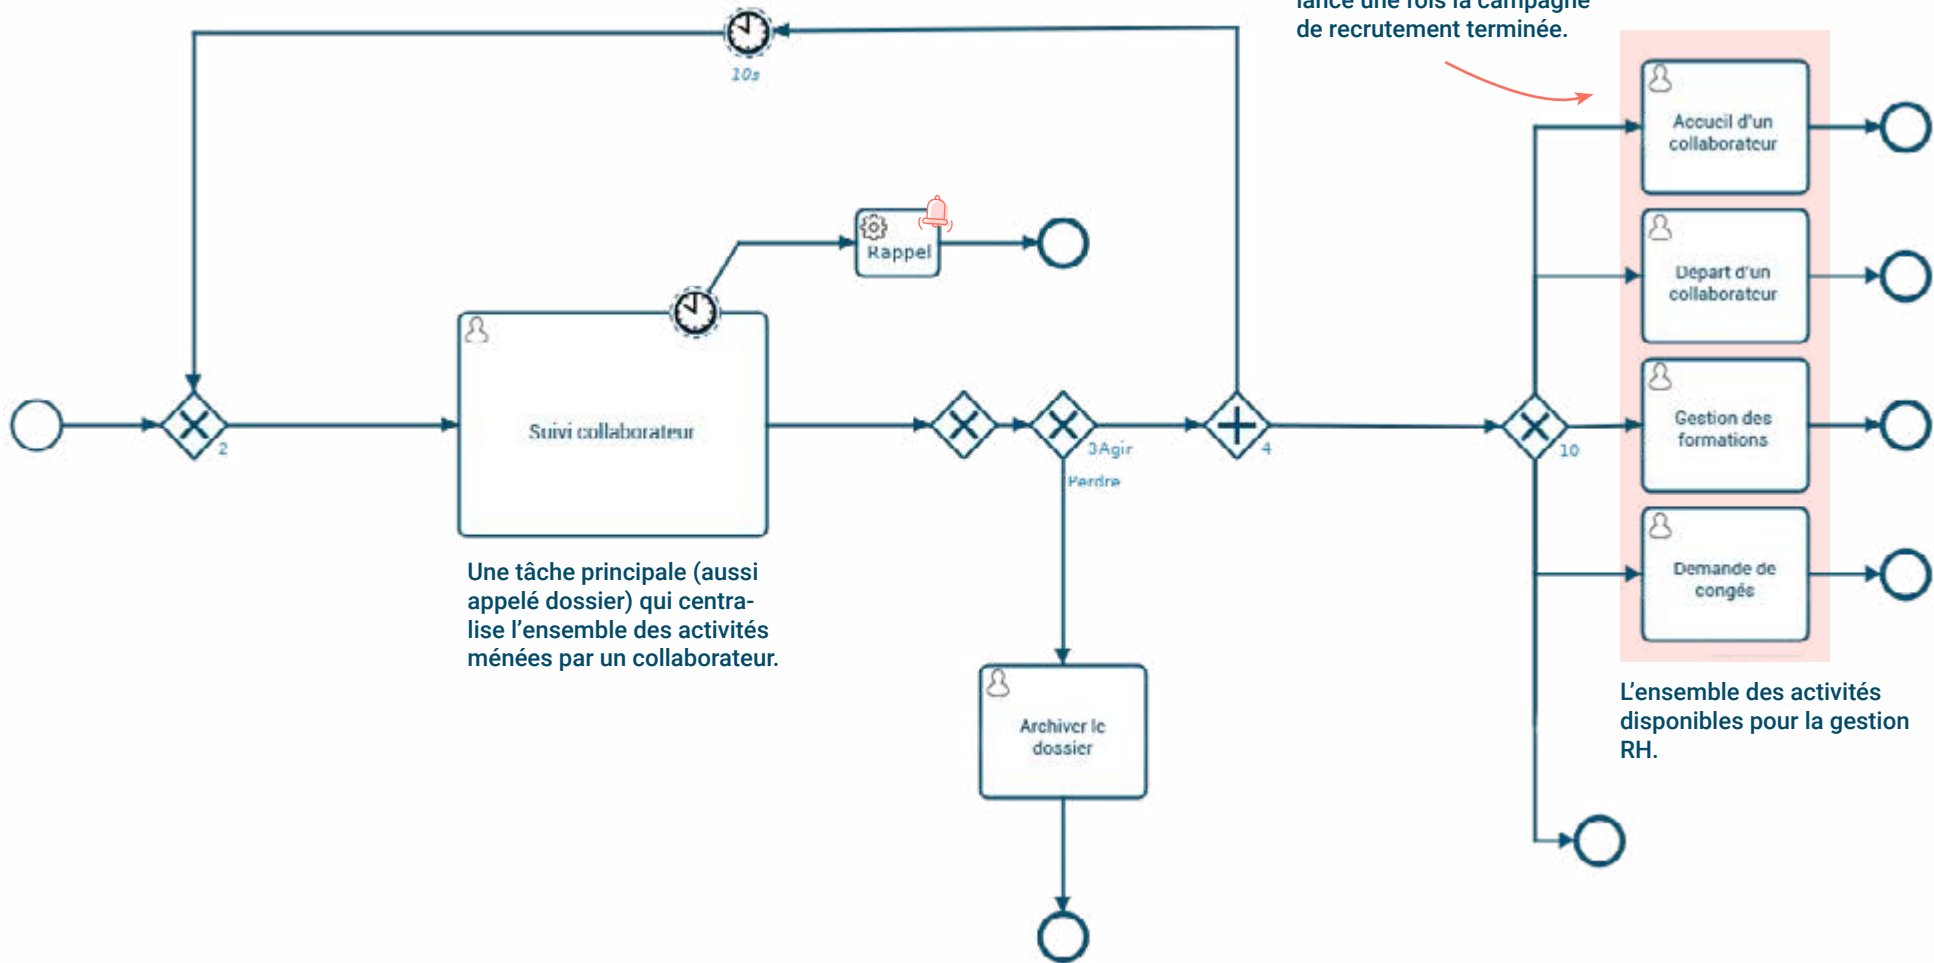 lance une fois la campagne
de recrutement terminée.
10s
Accueil d'un
collaborateur
Rappel
Départ d'un
collaborateur
Suivi collaborateur
2
3Agir
Perdre
4
10
Gestion des
formations
Demande de
congés
Une tâche principale (aussi
appelé dossier) qui centra-
lise l’ensemble des activités
ménées par un collaborateur.
Archiver le
dossier
L’ensemble des activités
disponibles pour la gestion
RH.